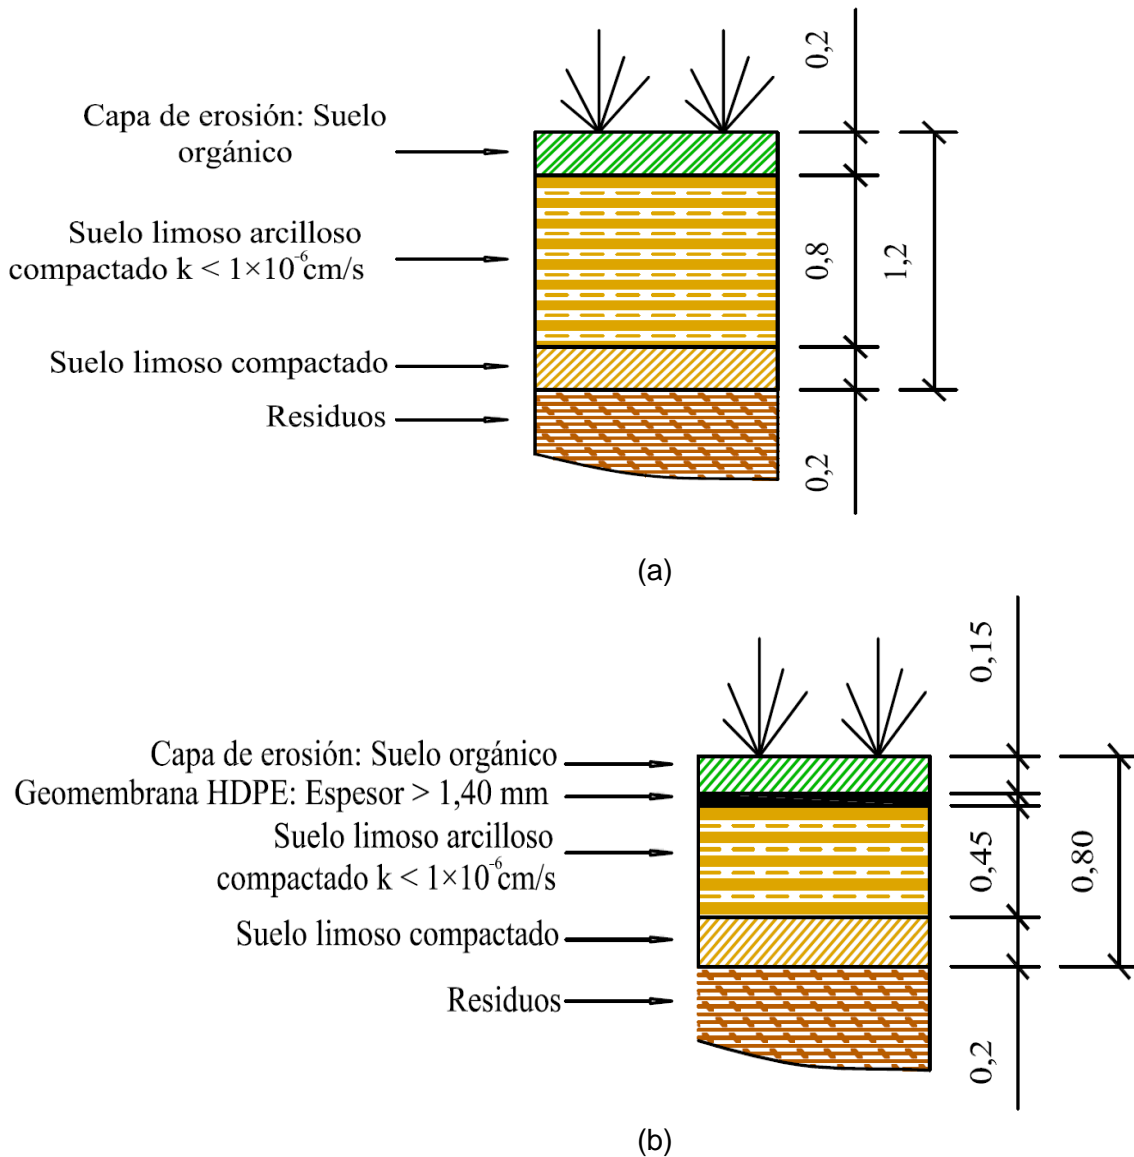 0,2
Capa de erosión: Suelo
orgánico
Suelo limoso arcilloso
compactado k < 1×10⁻⁶cm/s
0,8
1,2
Suelo limoso compactado
Residuos
0,2
(a)
0,15
Capa de erosión: Suelo orgánico
Geomembrana HDPE: Espesor > 1,40 mm
Suelo limoso arcilloso
compactado k < 1×10⁻⁶cm/s
0,45
0,80
Suelo limoso compactado
Residuos
0,2
(b)